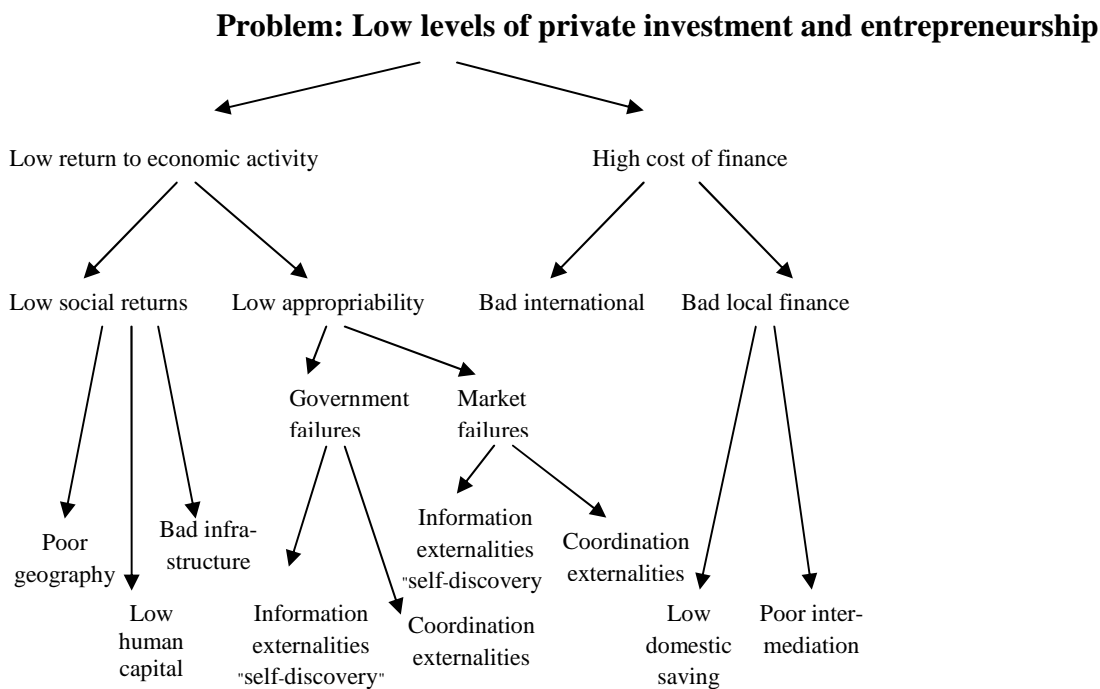 Problem: Low levels of private investment and entrepreneurship
Low return to economic activity
High cost of finance
Low social returns
Low appropriability
Bad international
Bad local finance
Government
failures
Market
failures
Poor
geography
Low
human
capital
Bad infra-
structure
Information
externalities
"self-discovery"
Coordination
externalities
Information
externalities
"self-discovery
Coordination
externalities
Low
domestic
saving
Poor inter-
mediation